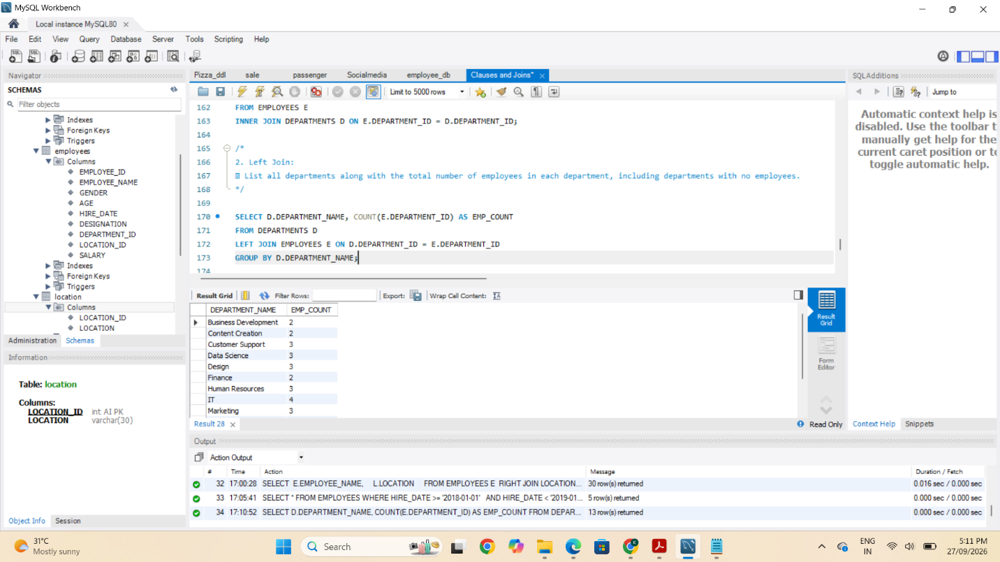 MySQL Workbench
Local instance MySQL80
File Edit View Query Database Server Tools Scripting Help
Navigator
SCHEMAS
Filter objects
Indexes
Foreign Keys
Triggers
employees
Columns
EMPLOYEE_ID
EMPLOYEE_NAME
GENDER
AGE
HIRE_DATE
DESIGNATION
DEPARTMENT_ID
LOCATION_ID
SALARY
Indexes
Foreign Keys
Triggers
location
Columns
LOCATION_ID
LOCATION
Administration Schemas
Information
Table: location
Columns:
LOCATION_ID int AI PK
LOCATION varchar(30)
Object Info Session
Pizza_ddl sale passenger Socialmedia employee_db Clauses and Joins*
Limit to 5000 rows
162 FROM EMPLOYEES E
163 INNER JOIN DEPARTMENTS D ON E.DEPARTMENT_ID = D.DEPARTMENT_ID;
164
165 /*
166 2. Left Join:
167 List all departments along with the total number of employees in each department, including departments with no employees.
168 */
169
170 SELECT D.DEPARTMENT_NAME, COUNT(E.DEPARTMENT_ID) AS EMP_COUNT
171 FROM DEPARTMENTS D
172 LEFT JOIN EMPLOYEES E ON D.DEPARTMENT_ID = E.DEPARTMENT_ID
173 GROUP BY D.DEPARTMENT_NAME;
174
Result Grid Filter Rows: Export: Wrap Cell Content:
DEPARTMENT_NAME EMP_COUNT
Business Development 2
Content Creation 2
Customer Support 3
Data Science 3
Design 3
Finance 2
Human Resources 3
IT 4
Marketing 3
Result Grid
Form Editor
Result 28
Read Only
SQLAdditions
Jump to
Automatic context help is
disabled. Use the toolbar t
manually get help for the
current caret position or to
toggle automatic help.
Context Help Snippets
Output
Action Output
# Time Action Message Duration / Fetch
32 17:00:28 SELECT E.EMPLOYEE_NAME, L.LOCATION FROM EMPLOYEES E RIGHT JOIN LOCATION... 30 row(s) returned 0.016 sec / 0.000 sec
33 17:05:41 SELECT * FROM EMPLOYEES WHERE HIRE_DATE >= '2018-01-01' AND HIRE_DATE < '2019-01... 5 row(s) returned 0.000 sec / 0.000 sec
34 17:10:52 SELECT D.DEPARTMENT_NAME, COUNT(E.DEPARTMENT_ID) AS EMP_COUNT FROM DEPAR... 13 row(s) returned 0.000 sec / 0.000 sec
31°C
Mostly sunny
Search
ENG
IN
5:11 PM
27/09/2026